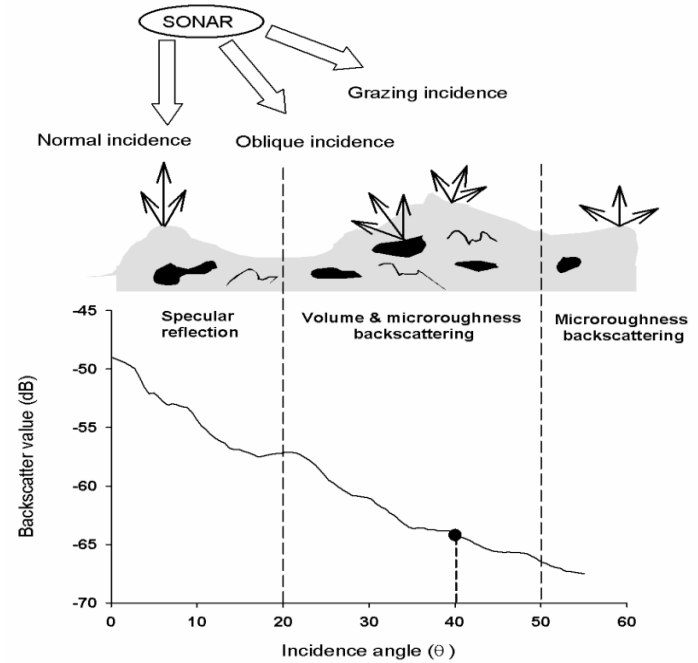 SONAR
Grazing incidence
Normal incidence
Oblique incidence
Specular
reflection
Volume & microroughness
backscattering
Microroughness
backscattering
Backscatter value (dB)
-45
-50
-55
-60
-65
-70
0 10 20 30 40 50 60
Incidence angle (θ)